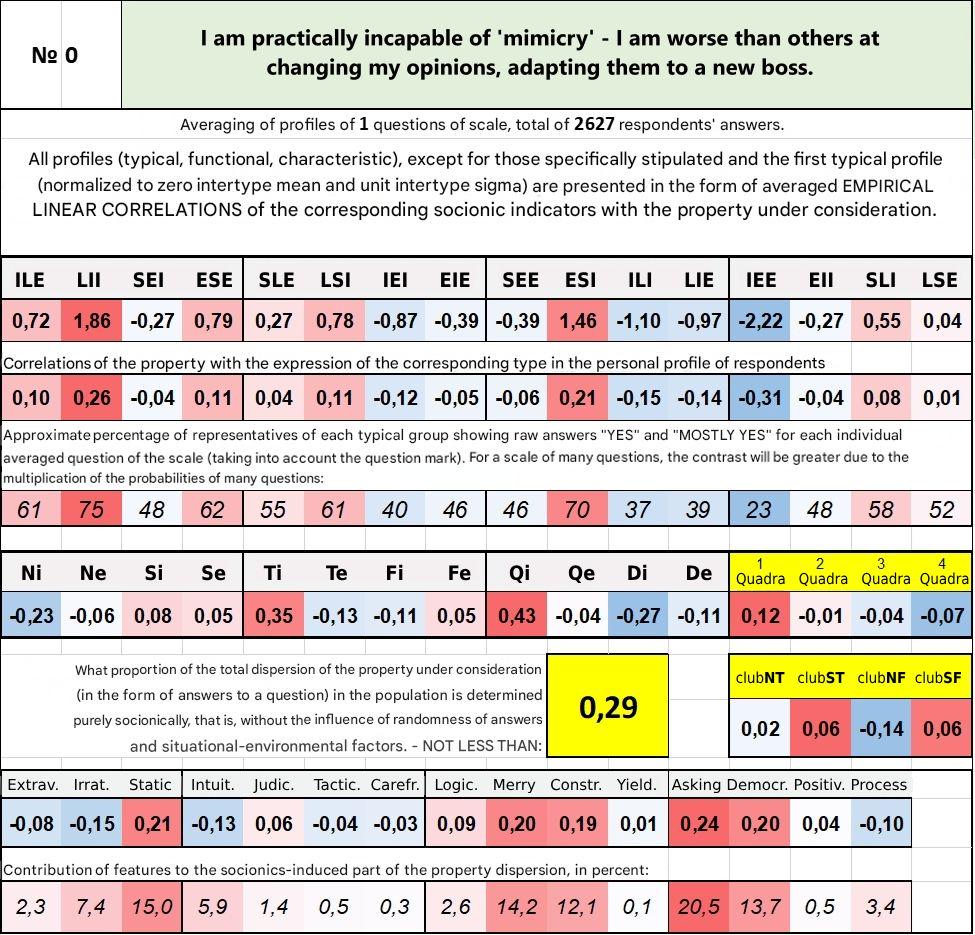 № 0
I am practically incapable of 'mimicry' - I am worse than others at
changing my opinions, adapting them to a new boss.
Averaging of profiles of 1 questions of scale, total of 2627 respondents' answers.
All profiles (typical, functional, characteristic), except for those specifically stipulated and the first typical profile
(normalized to zero intertype mean and unit intertype sigma) are presented in the form of averaged EMPIRICAL
LINEAR CORRELATIONS of the corresponding socionic indicators with the property under consideration.
ILE LII SEI ESE SLE LSI IEI EIE SEE ESI ILI LIE IEE EII SLI LSE
0,72 1,86 -0,27 0,79 0,27 0,78 -0,87 -0,39 -0,39 1,46 -1,10 -0,97 -2,22 -0,27 0,55 0,04
Correlations of the property with the expression of the corresponding type in the personal profile of respondents
0,10 0,26 -0,04 0,11 0,04 0,11 -0,12 -0,05 -0,06 0,21 -0,15 -0,14 -0,31 -0,04 0,08 0,01
Approximate percentage of representatives of each typical group showing raw answers "YES" and "MOSTLY YES" for each individual
averaged question of the scale (taking into account the question mark). For a scale of many questions, the contrast will be greater due to the
multiplication of the probabilities of many questions:
61 75 48 62 55 61 40 46 46 70 37 39 23 48 58 52
Ni Ne Si Se Ti Te Fi Fe Qi Qe Di De 1 Quadra 2 Quadra 3 Quadra 4 Quadra
-0,23 -0,06 0,08 0,05 0,35 -0,13 -0,11 0,05 0,43 -0,04 -0,27 -0,11 0,12 -0,01 -0,04 -0,07
What proportion of the total dispersion of the property under consideration
(in the form of answers to a question) in the population is determined
purely socionically, that is, without the influence of randomness of answers
and situational-environmental factors. - NOT LESS THAN:
0,29
clubNT clubST clubNF clubSF
0,02 0,06 -0,14 0,06
Extrav. Irrat. Static Intuit. Judic. Tactic. Carefr. Logic. Merry Constr. Yield. Asking Democr. Positiv. Process
-0,08 -0,15 0,21 -0,13 0,06 -0,04 -0,03 0,09 0,20 0,19 0,01 0,24 0,20 0,04 -0,10
Contribution of features to the socionics-induced part of the property dispersion, in percent:
2,3 7,4 15,0 5,9 1,4 0,5 0,3 2,6 14,2 12,1 0,1 20,5 13,7 0,5 3,4